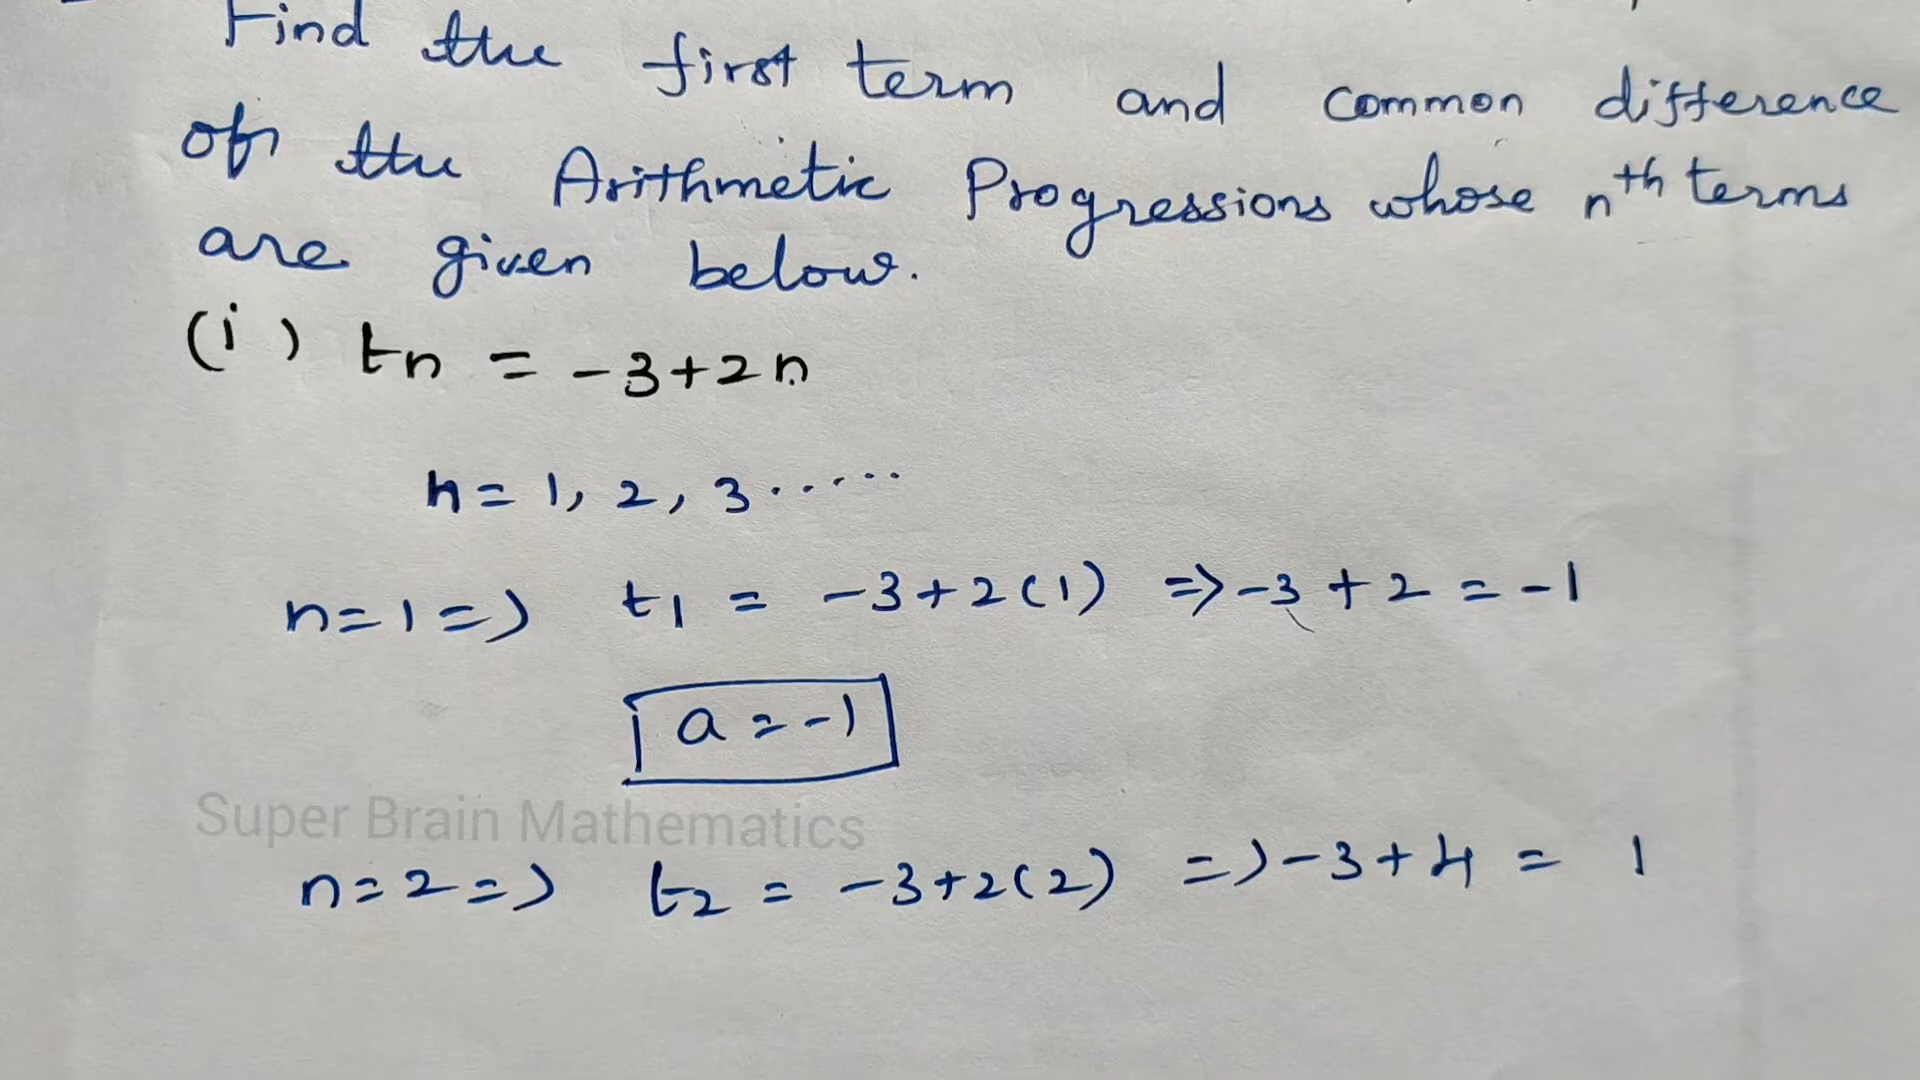 Find the first term and common difference
of the Arithmetic Progressions whose nth terms
are given below.
(i) tn = -3+2n
n = 1, 2, 3 .......
n=1 => t1 = -3+2(1) => -3+2 = -1
a = -1
Super Brain Mathematics
n=2 => t2 = -3+2(2) => -3+4 = 1